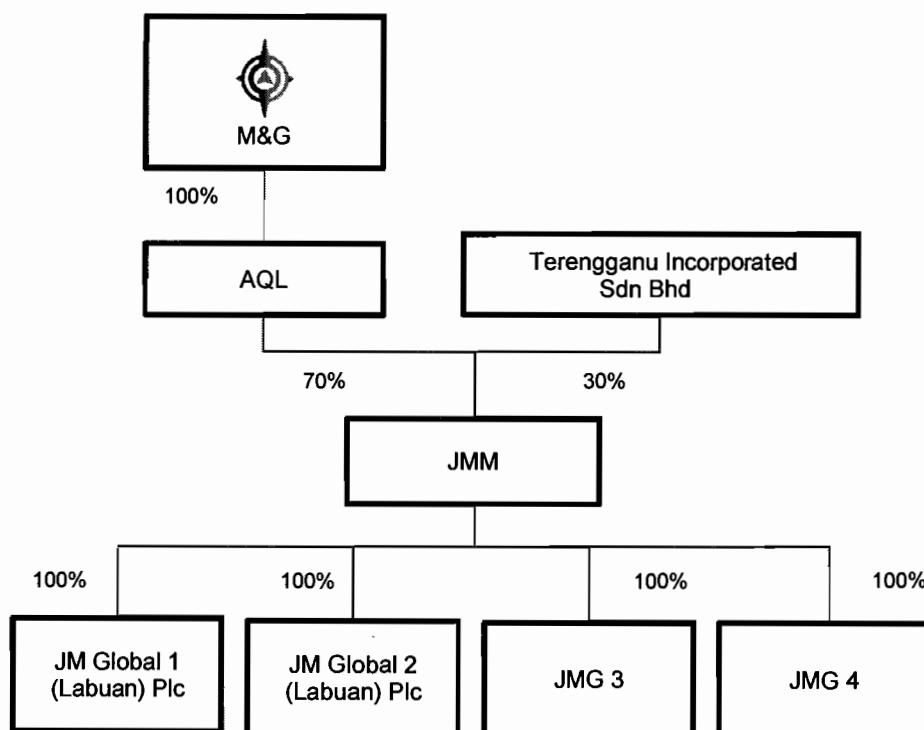 M&G
100%
AQL
Terengganu Incorporated
Sdn Bhd
70%
30%
JMM
100%
100%
100%
100%
JM Global 1
(Labuan) Plc
JM Global 2
(Labuan) Plc
JMG 3
JMG 4